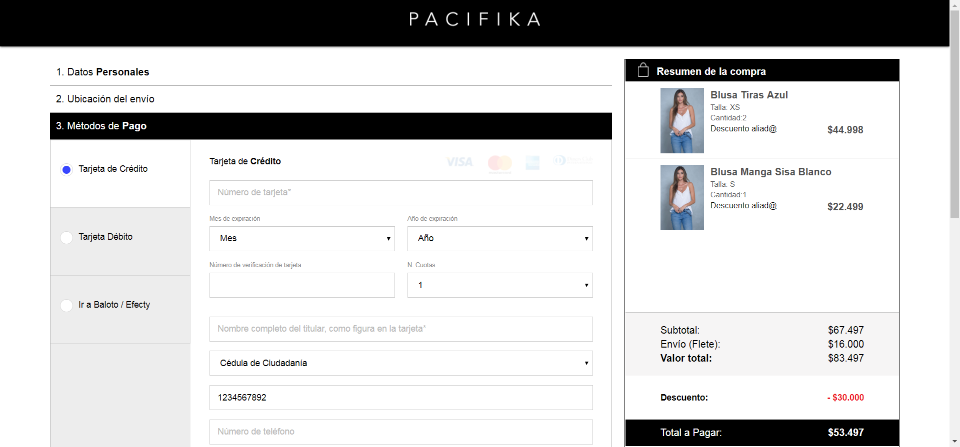 PACIFIKA
1. Datos Personales
2. Ubicación del envío
3. Métodos de Pago
Tarjeta de Crédito
Tarjeta Débito
Ir a Baloto / Efecty
Tarjeta de Crédito
VISA
Número de tarjeta*
Mes de expiración
Año de expiración
Mes
Año
Número de verificación de tarjeta
N. Cuotas
1
Nombre completo del titular, como figura en la tarjeta*
Cédula de Ciudadanía
1234567892
Número de teléfono
Resumen de la compra
Blusa Tiras Azul
Talla: XS
Cantidad:2
Descuento aliad@
$44.998
Blusa Manga Sisa Blanco
Talla: S
Cantidad:1
Descuento aliad@
$22.499
Subtotal: $67.497
Envío (Flete): $16.000
Valor total: $83.497
Descuento: - $30.000
Total a Pagar: $53.497